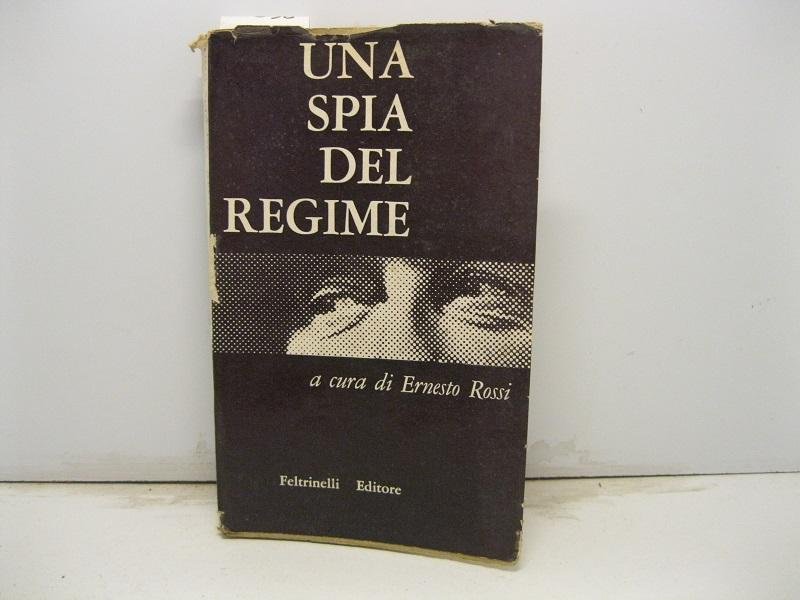 UNA
SPIA
DEL
REGIME
a cura di Ernesto Rossi
Feltrinelli Editore